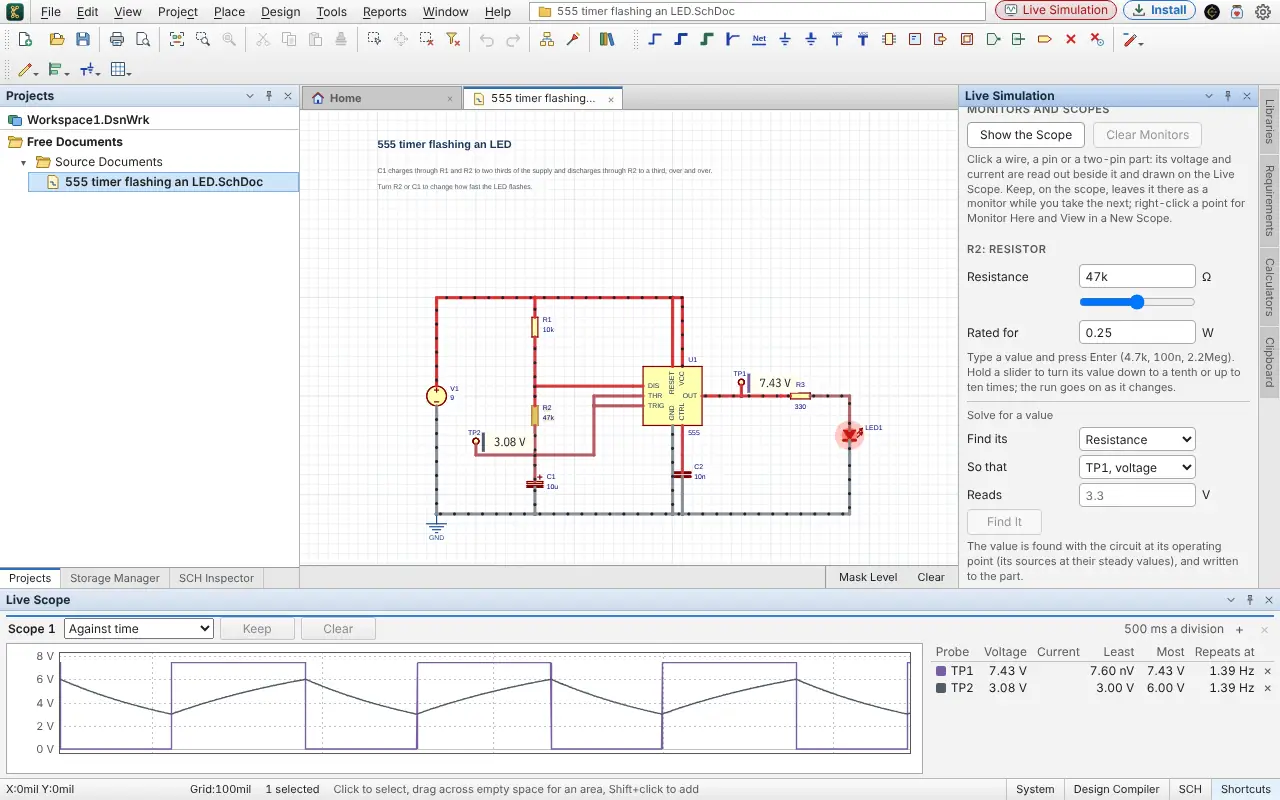 File Edit View Project Place Design Tools Reports Window Help 555 timer flashing an LED.SchDoc Live Simulation Install
Net
Projects
Workspace1.DsnWrk
Free Documents
Source Documents
555 timer flashing an LED.SchDoc
Projects Storage Manager SCH Inspector
Home
555 timer flashing...
555 timer flashing an LED
C1 charges through R1 and R2 to two thirds of the supply and discharges through R2 to a third, over and over.
Turn R2 or C1 to change how fast the LED flashes.
R1
10k
V1
9
R2
47k
TP2
3.08 V
C1
10u
GND
U1
DIS
THR
TRIG
RESET
VCC
OUT
GND
CTRL
555
C2
10n
TP1
7.43 V
R3
330
LED1
Mask Level Clear
Live Simulation
MONITORS AND SCOPES
Show the Scope Clear Monitors
Click a wire, a pin or a two-pin part: its voltage and
current are read out beside it and drawn on the Live
Scope. Keep, on the scope, leaves it there as a
monitor while you take the next; right-click a point for
Monitor Here and View in a New Scope.
R2: RESISTOR
Resistance 47k Ω
Rated for 0.25 W
Type a value and press Enter (4.7k, 100n, 2.2Meg).
Hold a slider to turn its value down to a tenth or up to
ten times; the run goes on as it changes.
Solve for a value
Find its Resistance
So that TP1, voltage
Reads 3.3 V
Find It
The value is found with the circuit at its operating
point (its sources at their steady values), and written
to the part.
Libraries
Requirements
Calculators
Clipboard
Live Scope
Scope 1 Against time Keep Clear 500 ms a division +
8 V
6 V
4 V
2 V
0 V
Probe Voltage Current Least Most Repeats at
TP1 7.43 V 7.60 nV 7.43 V 1.39 Hz ×
TP2 3.08 V 3.00 V 6.00 V 1.39 Hz ×
X:0mil Y:0mil Grid:100mil 1 selected Click to select, drag across empty space for an area, Shift+click to add System Design Compiler SCH Shortcuts